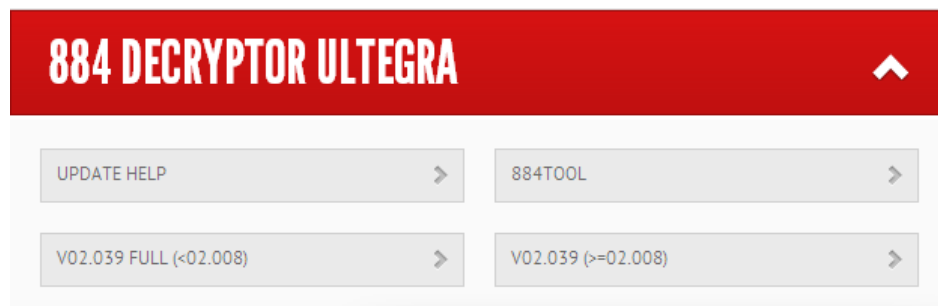 884 DECRYPTOR ULTEGRA
UPDATE HELP
884TOOL
V02.039 FULL (<02.008)
V02.039 (>=02.008)